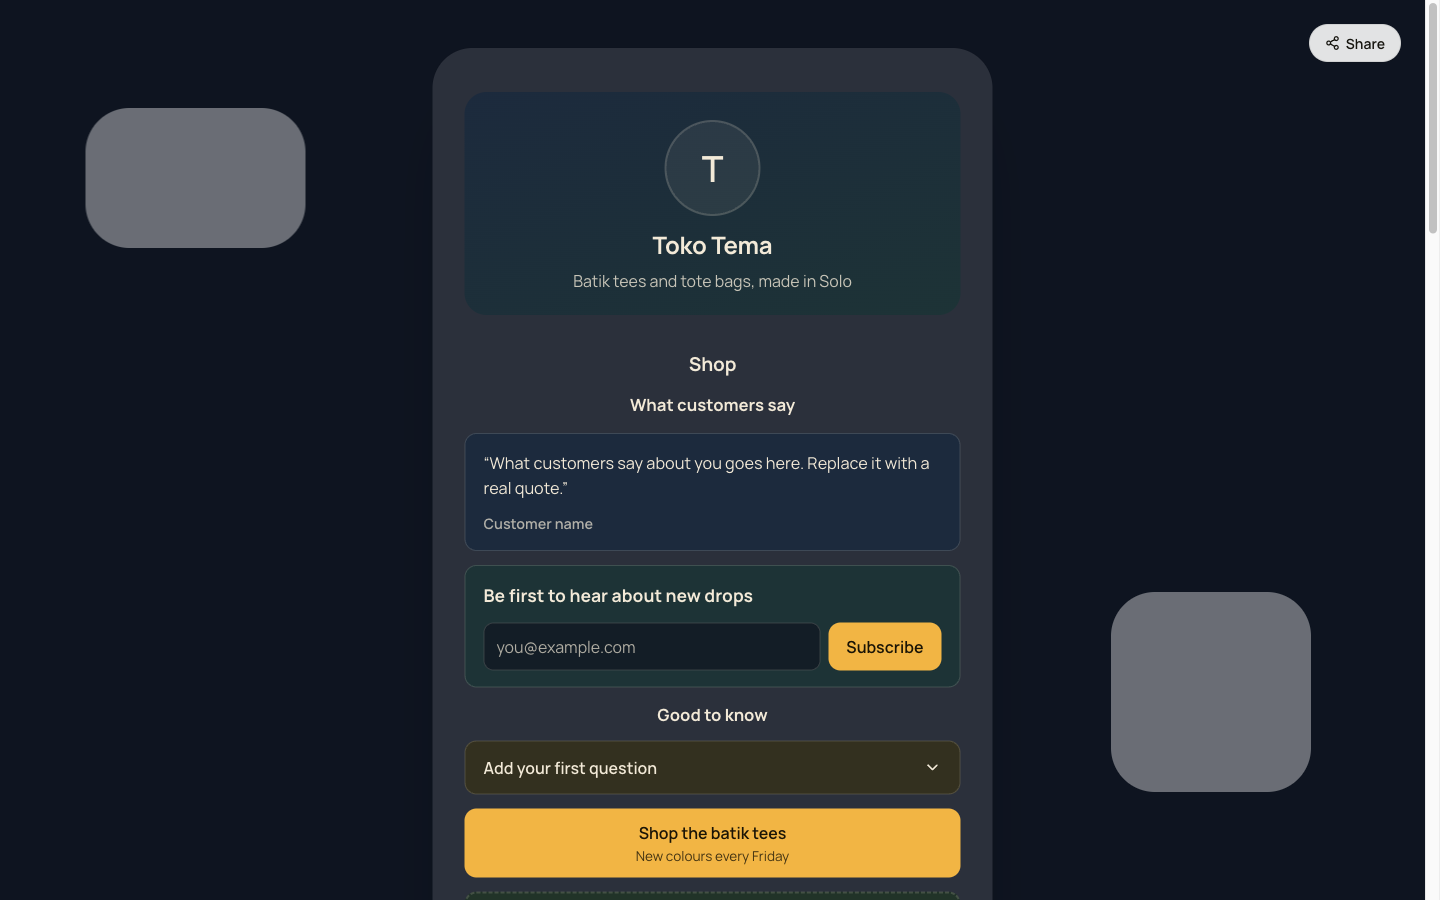 Share
T
Toko Tema
Batik tees and tote bags, made in Solo
Shop
What customers say
“What customers say about you goes here. Replace it with a
real quote.”
Customer name
Be first to hear about new drops
you@example.com
Subscribe
Good to know
Add your first question
Shop the batik tees
New colours every Friday